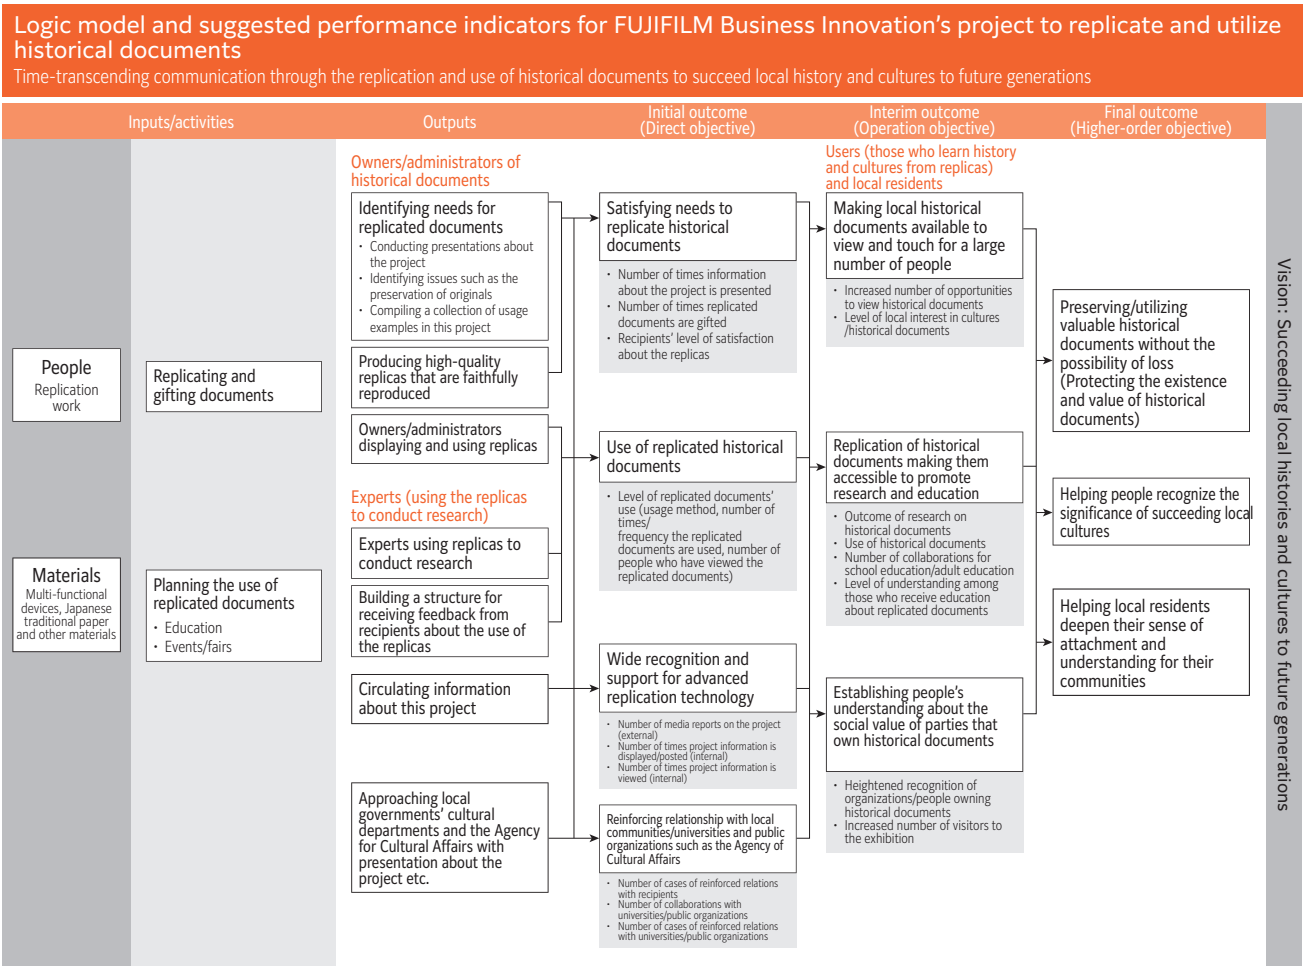 Logic model and suggested performance indicators for FUJIFILM Business Innovation's project to replicate and utilize
historical documents
Time-transcending communication through the replication and use of historical documents to succeed local history and cultures to future generations
Inputs/activities
Outputs
Initial outcome
(Direct objective)
Interim outcome
(Operation objective)
Final outcome
(Higher-order objective)
People
Replication
work
Materials
Multi-functional
devices, Japanese
traditional paper
and other materials
Replicating and
gifting documents
Planning the use of
replicated documents
・ Education
・ Events/fairs
Owners/administrators of
historical documents
Identifying needs for
replicated documents
・ Conducting presentations about
the project
・ Identifying issues such as the
preservation of originals
・ Compiling a collection of usage
examples in this project
Producing high-quality
replicas that are faithfully
reproduced
Owners/administrators
displaying and using replicas
Experts (using the replicas
to conduct research)
Experts using replicas to
conduct research
Building a structure for
receiving feedback from
recipients about the use of
the replicas
Circulating information
about this project
Approaching local
governments' cultural
departments and the Agency
for Cultural Affairs with
presentation about the
project etc.
Satisfying needs to
replicate historical
documents
・ Number of times information
about the project is presented
・ Number of times replicated
documents are gifted
・ Recipients' level of satisfaction
about the replicas
Use of replicated historical
documents
・ Level of replicated documents'
use (usage method, number of
times/
frequency the replicated
documents are used, number of
people who have viewed the
replicated documents)
Wide recognition and
support for advanced
replication technology
・ Number of media reports on the project
(external)
・ Number of times project information is
displayed/posted (internal)
・ Number of times project information is
viewed (internal)
Reinforcing relationship with local
communities/universities and public
organizations such as the Agency of
Cultural Affairs
・ Number of cases of reinforced relations
with recipients
・ Number of collaborations with
universities/public organizations
・ Number of cases of reinforced relations
with universities/public organizations
Users (those who learn history
and cultures from replicas)
and local residents
Making local historical
documents available to
view and touch for a large
number of people
・ Increased number of opportunities
to view historical documents
・ Level of local interest in cultures
/historical documents
Replication of historical
documents making them
accessible to promote
research and education
・ Outcome of research on
historical documents
・ Use of historical documents
・ Number of collaborations for
school education/adult education
・ Level of understanding among
those who receive education
about replicated documents
Establishing people's
understanding about the
social value of parties that
own historical documents
・ Heightened recognition of
organizations/people owning
historical documents
・ Increased number of visitors to
the exhibition
Preserving/utilizing
valuable historical
documents without the
possibility of loss
(Protecting the existence
and value of historical
documents)
Helping people recognize the
significance of succeeding local
cultures
Helping local residents
deepen their sense of
attachment and
understanding for their
communities
Vision: Succeeding local histories and cultures to future generations